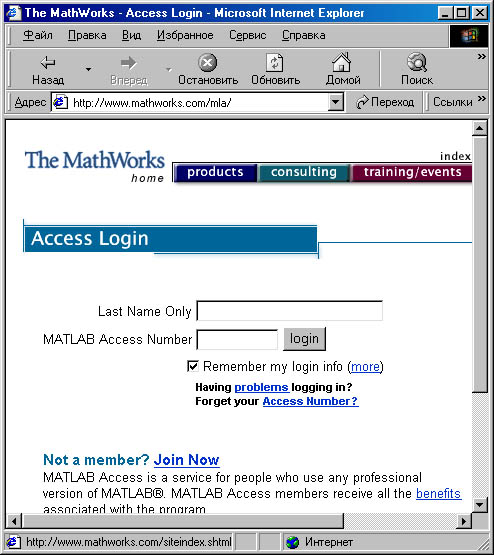 The MathWorks - Access Login - Microsoft Internet Explorer
Файл Правка Вид Избранное Сервис Справка
Назад Вперед Остановить Обновить Домой Поиск
Адрес http://www.mathworks.com/mla/ Переход Ссылки
The MathWorks
home
index
products consulting training/events
Access Login
Last Name Only
MATLAB Access Number login
Remember my login info (more)
Having problems logging in?
Forget your Access Number?
Not a member? Join Now
MATLAB Access is a service for people who use any professional
version of MATLAB®. MATLAB Access members receive all the benefits
associated with the program
http://www.mathworks.com/siteindex.shtml Интернет